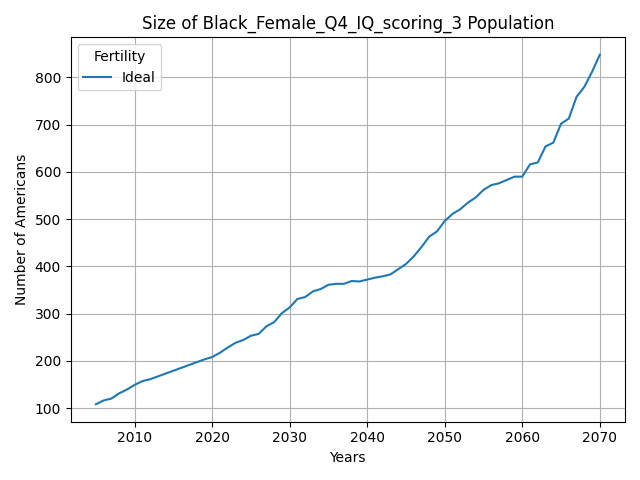 Size of Black_Female_Q4_IQ_scoring_3 Population
Fertility
Ideal
Number of Americans
800
700
600
500
400
300
200
100
2010 2020 2030 2040 2050 2060 2070
Years